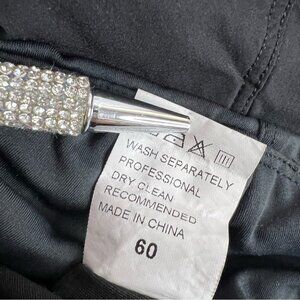 WASH SEPARATELY
PROFESSIONAL
DRY CLEAN
RECOMMENDED
MADE IN CHINA
60